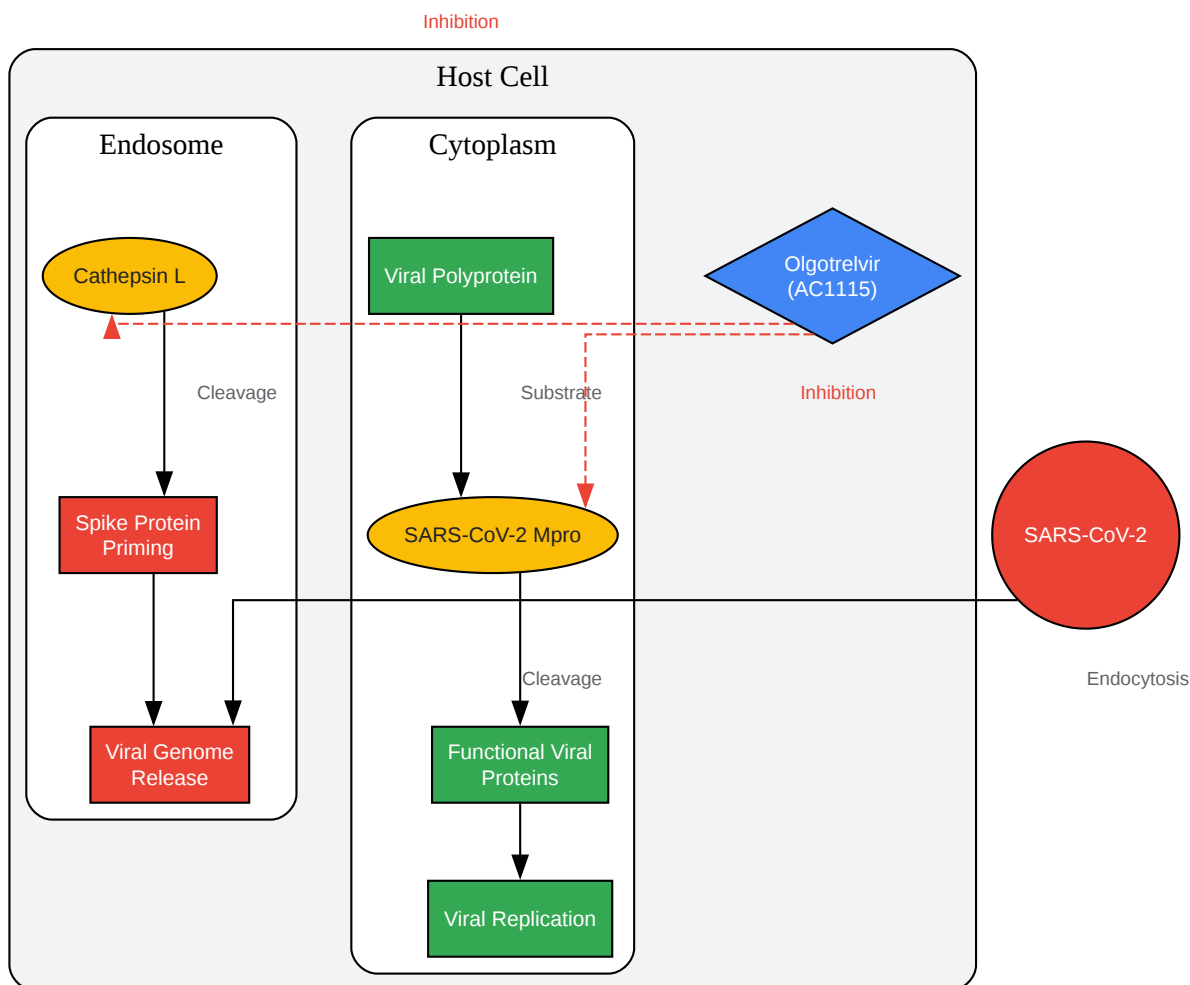 Inhibition
Host Cell
Endosome
Cytoplasm
Cathepsin L
Viral Polyprotein
Olgotrelvir
(AC1115)
Cleavage
Substrate
Inhibition
Spike Protein
Priming
SARS-CoV-2 Mpro
SARS-CoV-2
Cleavage
Endocytosis
Viral Genome
Release
Functional Viral
Proteins
Viral Replication